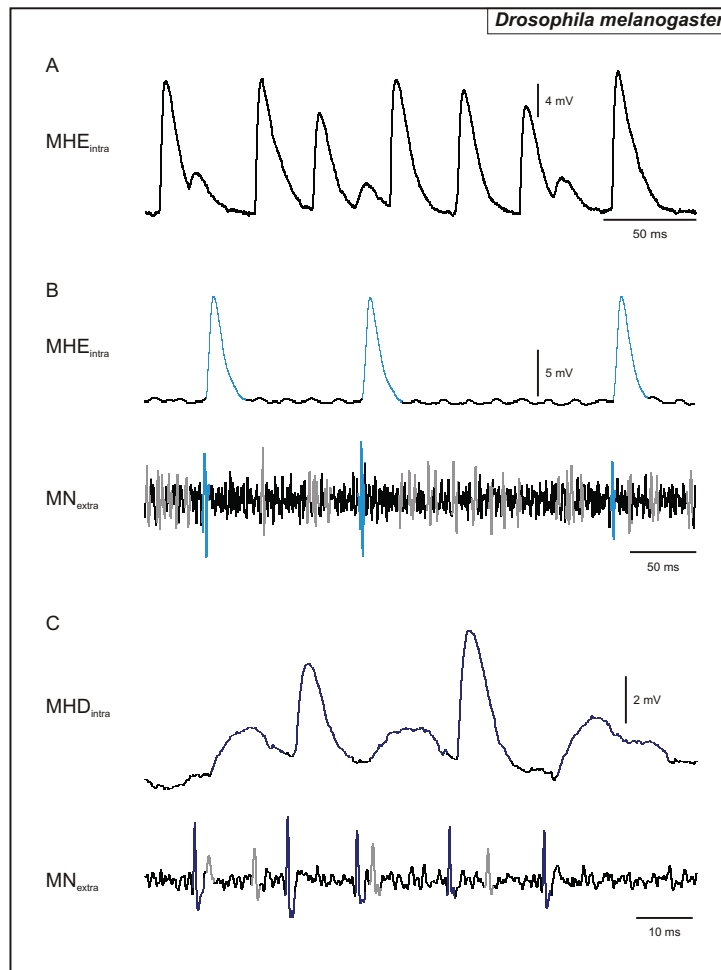 Drosophila melanogaster
A
MHEintra
4 mV
50 ms
B
MHEintra
5 mV
MNextra
50 ms
C
MHDintra
2 mV
MNextra
10 ms